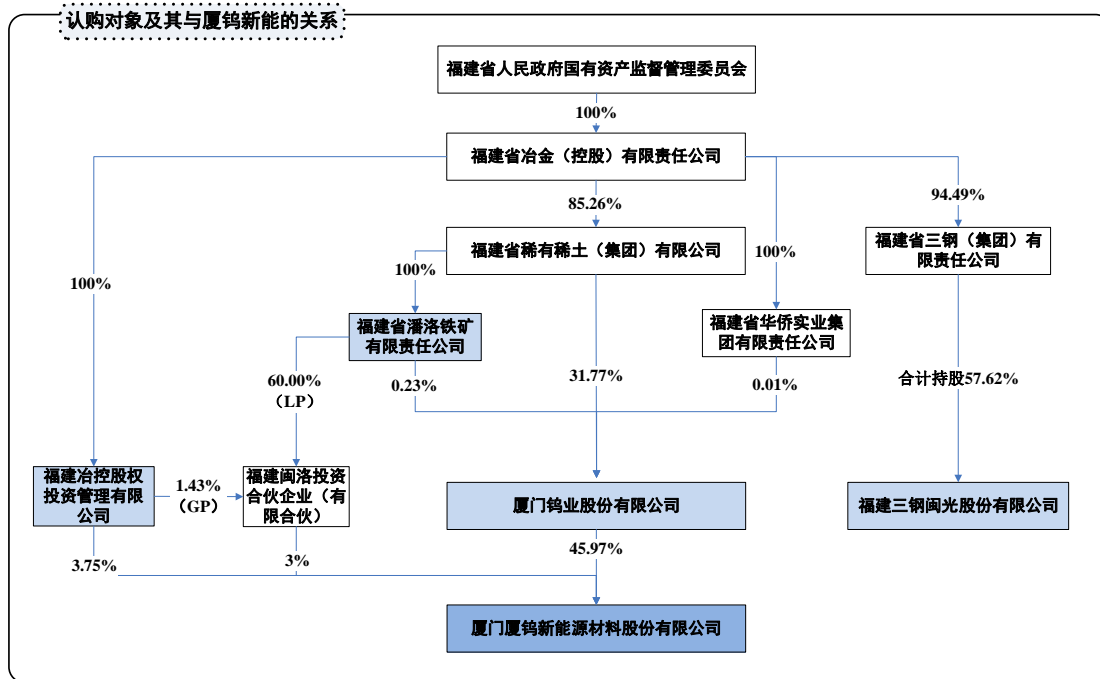 认购对象及其与厦钨新能的关系
福建省人民政府国有资产监督管理委员会
100%
福建省冶金（控股）有限责任公司
85.26%
94.49%
福建省稀有稀土（集团）有限公司
福建省三钢（集团）有
限责任公司
100%
100%
100%
福建省潘洛铁矿
有限责任公司
福建省华侨实业集
团有限责任公司
60.00%
（LP）
0.23%
31.77%
0.01%
合计持股57.62%
福建冶控股权
投资管理有限
公司
1.43%
（GP）
福建闽洛投资
合伙企业（有
限合伙）
厦门钨业股份有限公司
福建三钢闽光股份有限公司
3.75%
3%
45.97%
厦门厦钨新能源材料股份有限公司